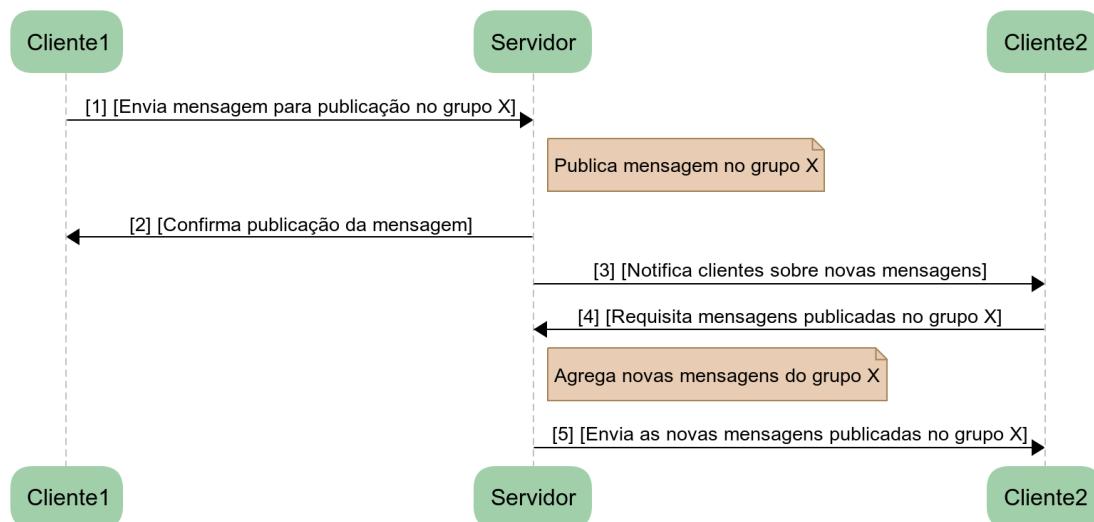 Cliente1
Servidor
Cliente2
[1] [Envia mensagem para publicação no grupo X]
Publica mensagem no grupo X
[2] [Confirma publicação da mensagem]
[3] [Notifica clientes sobre novas mensagens]
[4] [Requisita mensagens publicadas no grupo X]
Agrega novas mensagens do grupo X
[5] [Envia as novas mensagens publicadas no grupo X]
Cliente1
Servidor
Cliente2